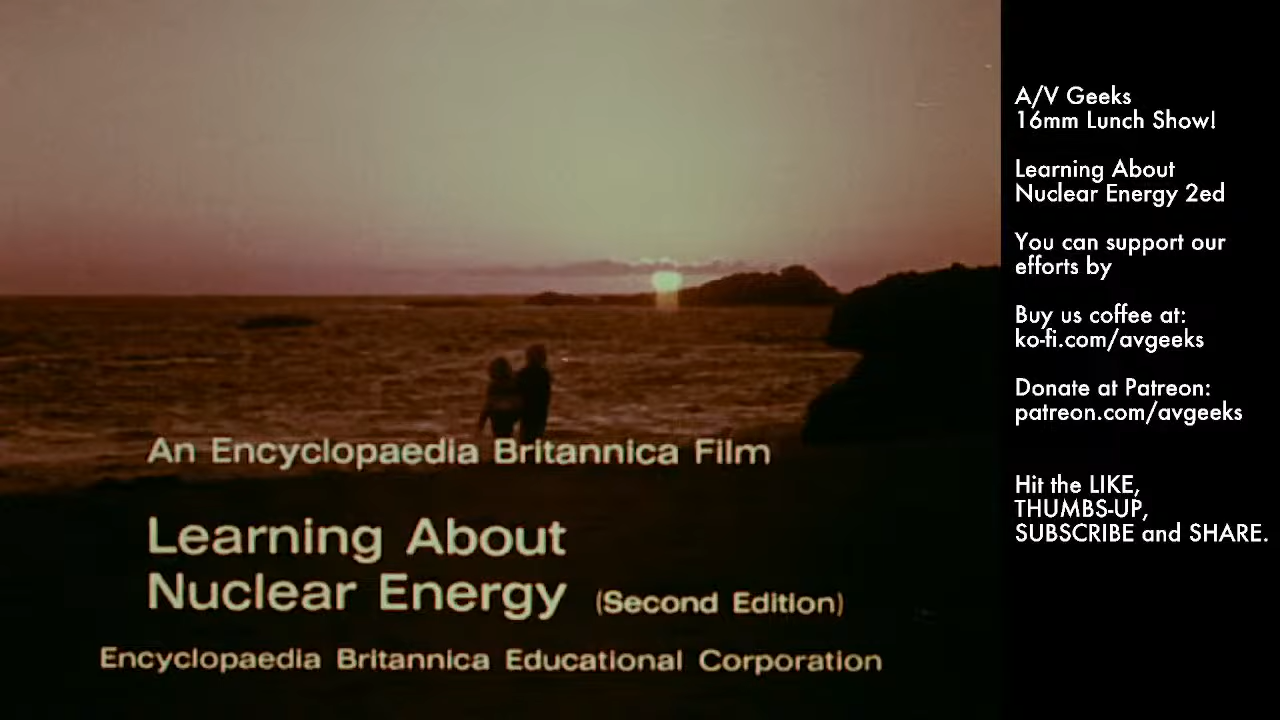 An Encyclopaedia Britannica Film
Learning About
Nuclear Energy (Second Edition)
Encyclopaedia Britannica Educational Corporation
A/V Geeks
16mm Lunch Show!
Learning About
Nuclear Energy 2ed
You can support our
efforts by
Buy us coffee at:
ko-fi.com/avgeeks
Donate at Patreon:
patreon.com/avgeeks
Hit the LIKE,
THUMBS-UP,
SUBSCRIBE and SHARE.